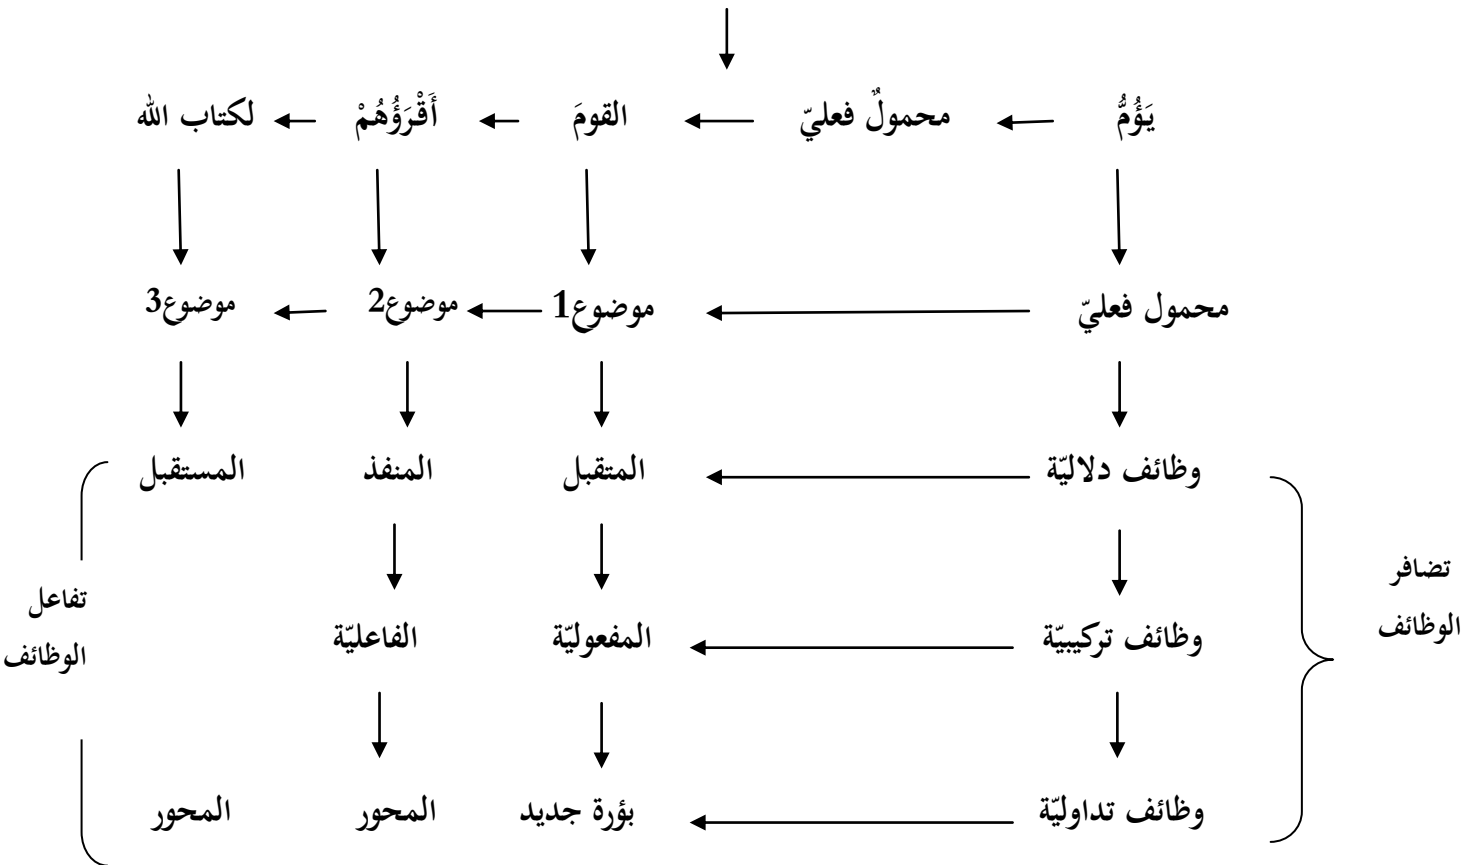 يَؤُمُّ محمولٌ فعليّ القومَ أَقْرَؤُهُمْ لكتاب الله
محمول فعليّ موضوع1 موضوع2 موضوع3
وظائف دلاليّة المتقبل المنفذ المستقبل
تضافر
الوظائف
وظائف تركيبيّة المفعوليّة الفاعليّة
تفاعل
الوظائف
وظائف تداوليّة بؤرة جديد المحور المحور